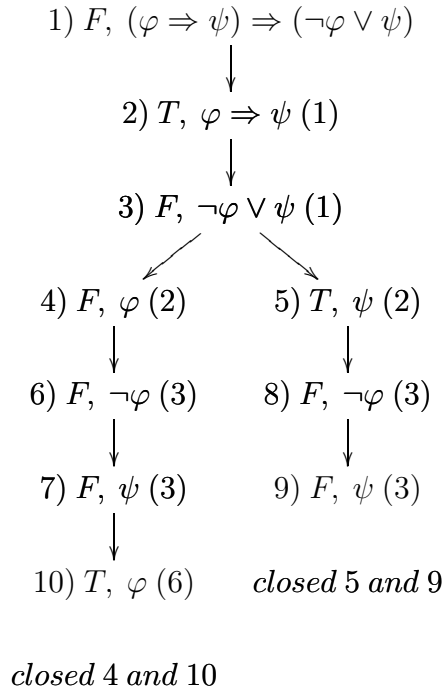 1) F, (φ ⇒ ψ) ⇒ (¬φ ∨ ψ)
2) T, φ ⇒ ψ (1)
3) F, ¬φ ∨ ψ (1)
4) F, φ (2)
5) T, ψ (2)
6) F, ¬φ (3)
8) F, ¬φ (3)
7) F, ψ (3)
9) F, ψ (3)
10) T, φ (6)
closed 5 and 9
closed 4 and 10